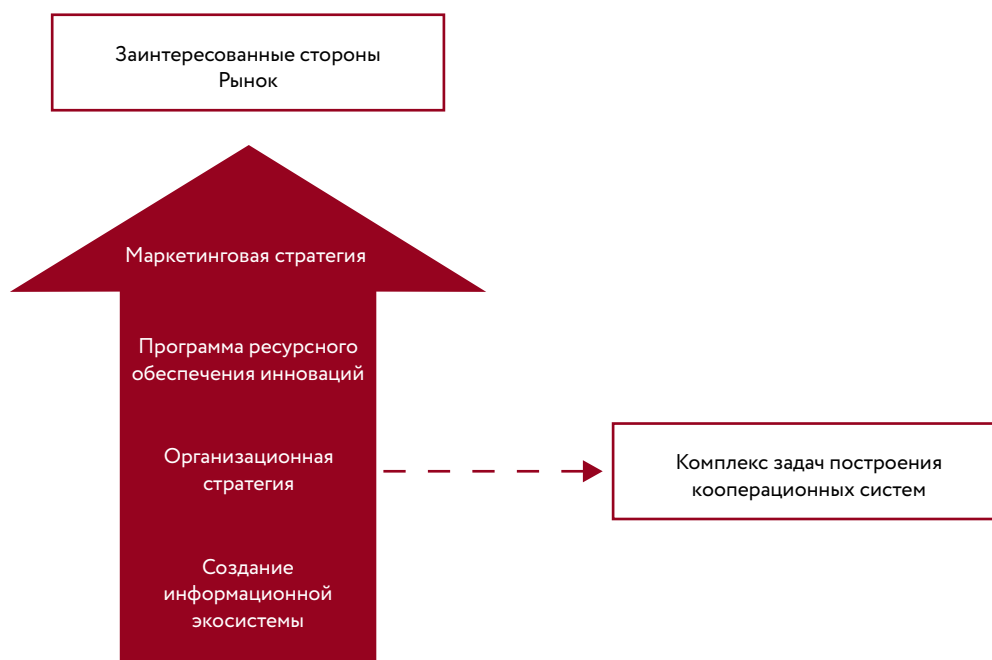 Заинтересованные стороны
Рынок
Маркетинговая стратегия
Программа ресурсного
обеспечения инноваций
Организационная
стратегия
Комплекс задач построения
кооперационных систем
Создание
информационной
экосистемы